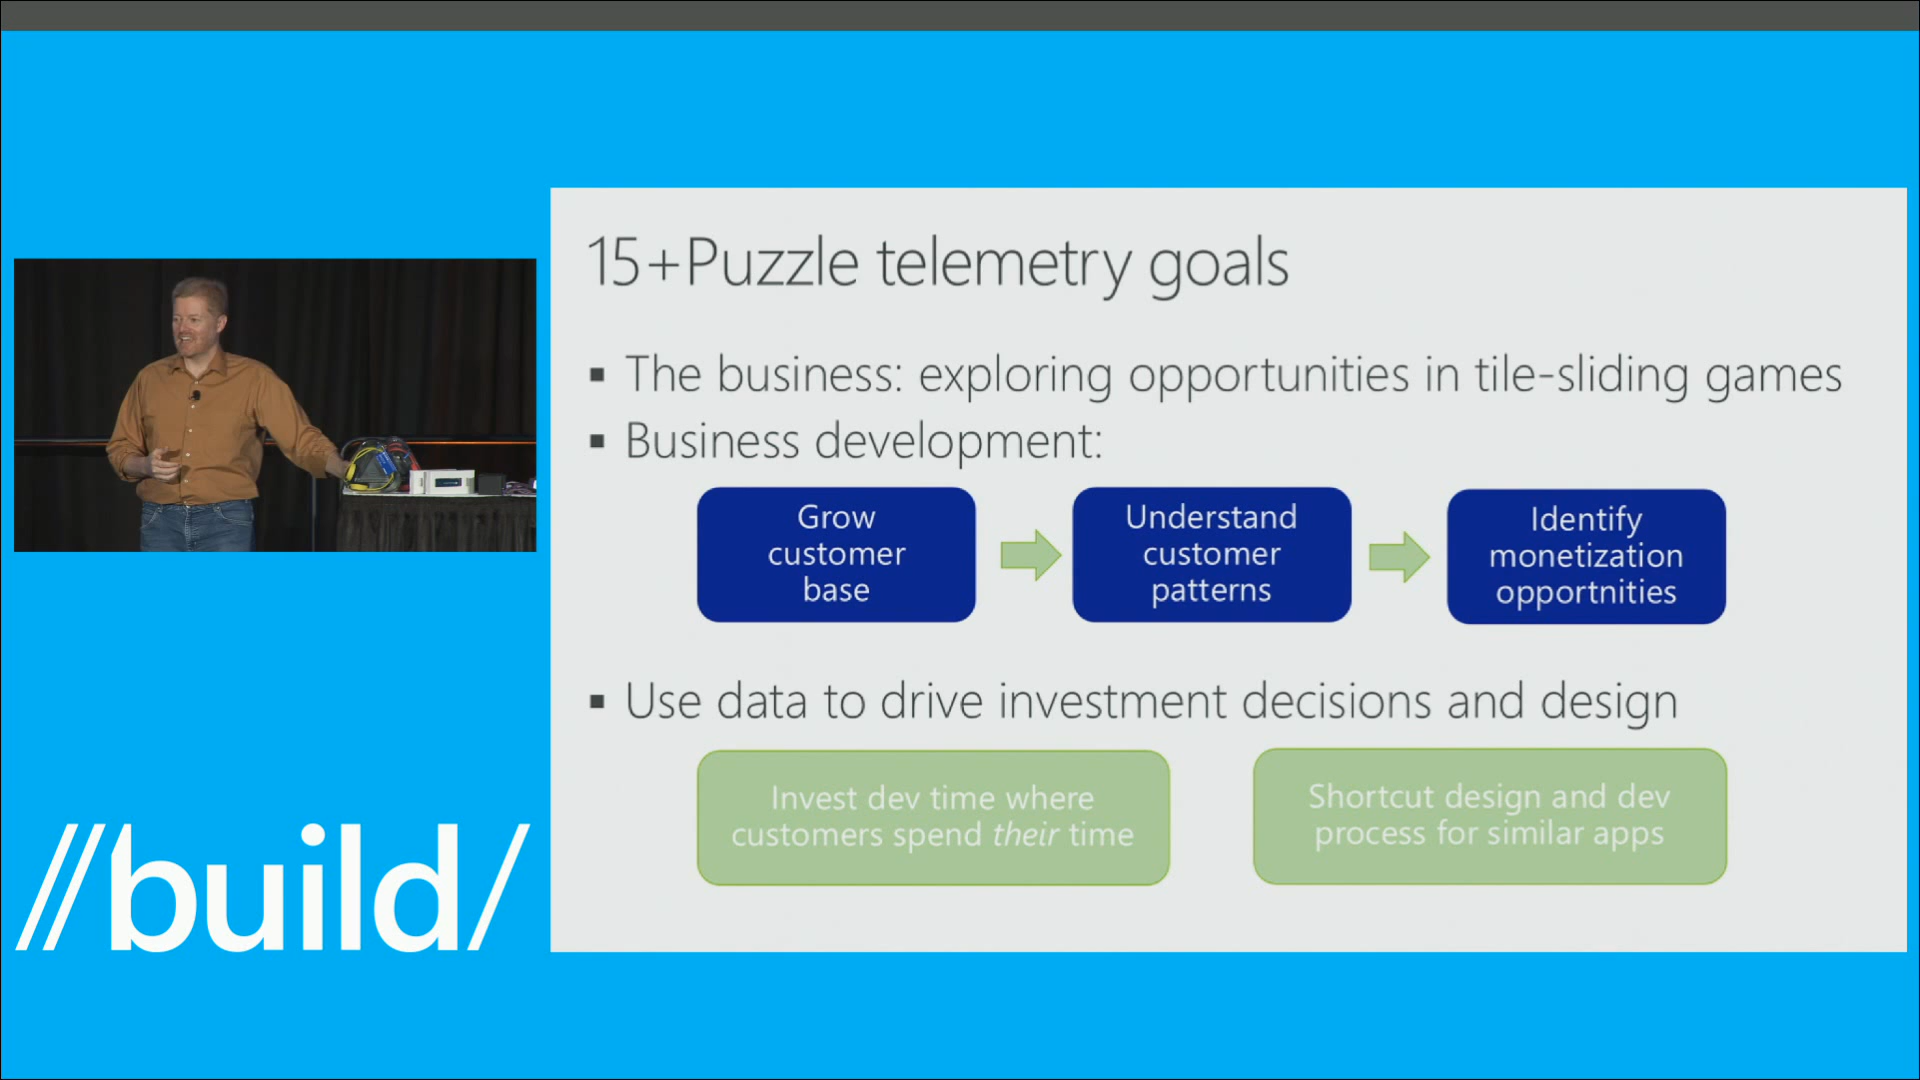 15+Puzzle telemetry goals
▪ The business: exploring opportunities in tile-sliding games
▪ Business development:
Grow
customer
base
Understand
customer
patterns
Identify
monetization
opportnities
▪ Use data to drive investment decisions and design
Invest dev time where
customers spend their time
Shortcut design and dev
process for similar apps
//build/